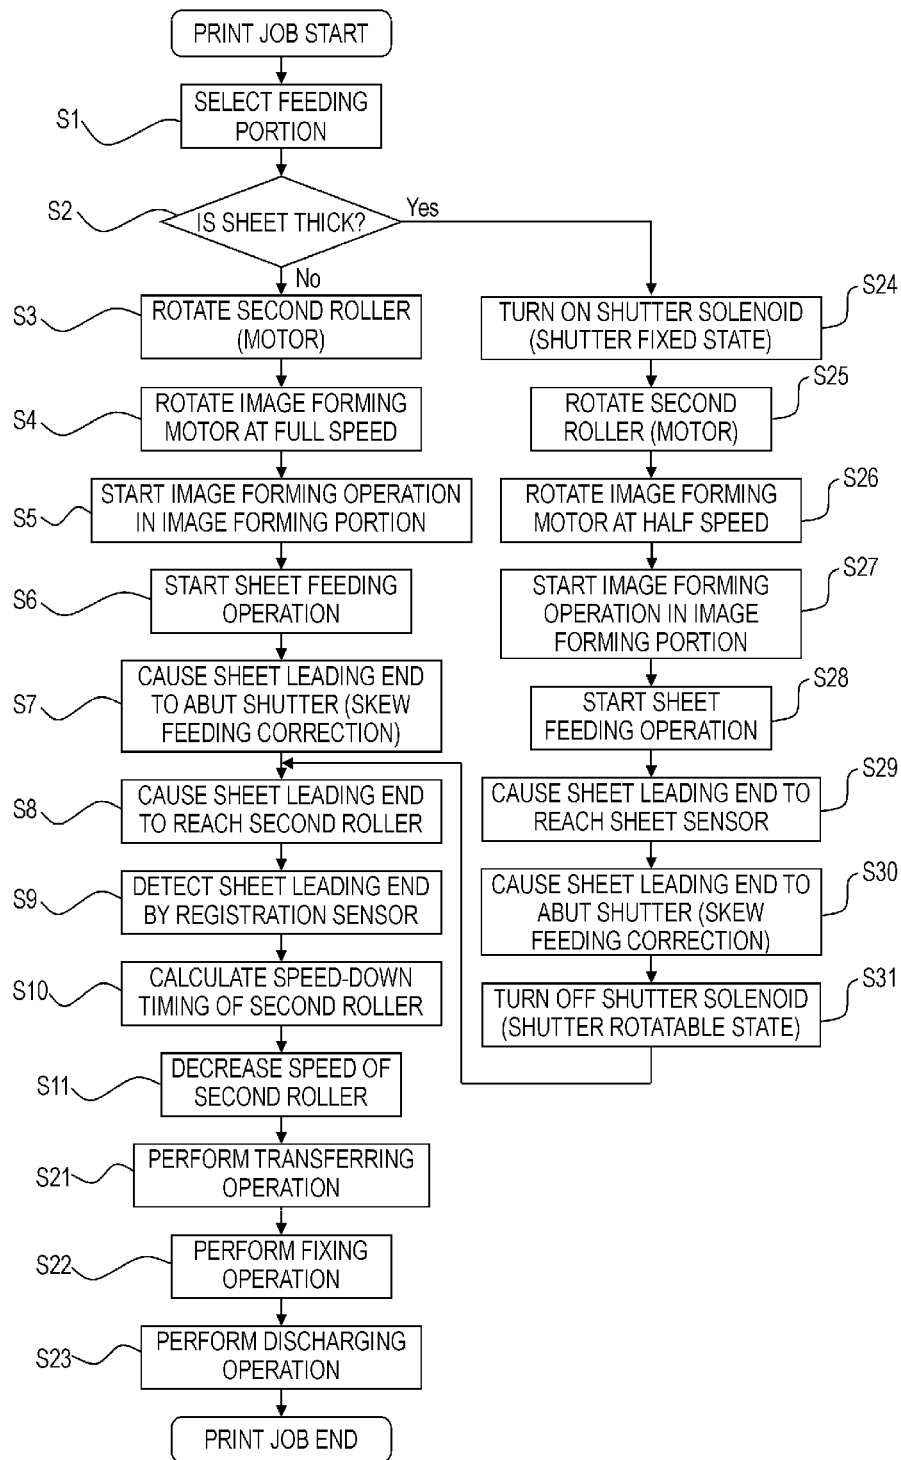 PRINT JOB START
S1
SELECT FEEDING
PORTION
S2
IS SHEET THICK?
Yes
No
S3
ROTATE SECOND ROLLER
(MOTOR)
S4
ROTATE IMAGE FORMING
MOTOR AT FULL SPEED
S5
START IMAGE FORMING OPERATION
IN IMAGE FORMING PORTION
S6
START SHEET FEEDING
OPERATION
S7
CAUSE SHEET LEADING END
TO ABUT SHUTTER (SKEW
FEEDING CORRECTION)
S8
CAUSE SHEET LEADING END
TO REACH SECOND ROLLER
S9
DETECT SHEET LEADING END
BY REGISTRATION SENSOR
S10
CALCULATE SPEED-DOWN
TIMING OF SECOND ROLLER
S11
DECREASE SPEED OF
SECOND ROLLER
S21
PERFORM TRANSFERRING
OPERATION
S22
PERFORM FIXING
OPERATION
S23
PERFORM DISCHARGING
OPERATION
PRINT JOB END
S24
TURN ON SHUTTER SOLENOID
(SHUTTER FIXED STATE)
S25
ROTATE SECOND
ROLLER (MOTOR)
S26
ROTATE IMAGE FORMING
MOTOR AT HALF SPEED
S27
START IMAGE FORMING
OPERATION IN IMAGE
FORMING PORTION
S28
START SHEET
FEEDING OPERATION
S29
CAUSE SHEET LEADING END TO
REACH SHEET SENSOR
S30
CAUSE SHEET LEADING END TO
ABUT SHUTTER (SKEW
FEEDING CORRECTION)
S31
TURN OFF SHUTTER SOLENOID
(SHUTTER ROTATABLE STATE)